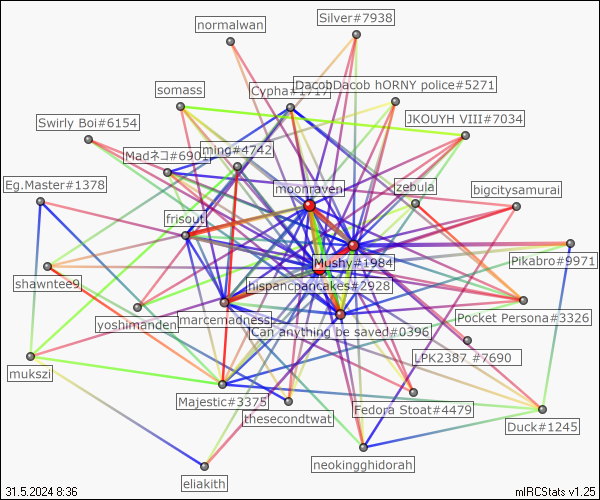 Silver#7938
normalwan
DacobDacob hORNY police#5271
somass
Cypha#1717
JKOUYH VIII#7034
Swirly Boi#6154
Madネコ#6901
ming#4742
Eg.Master#1378
moonraven
zebula
bigcitysamurai
frisout
Mushy#1984
Pikabro#9971
shawntee9
hispancpancakes#2928
yoshimanden
marcemadness
Pocket Persona#3326
Can anything be saved#0396
LPK2387 #7690
mukszi
Majestic#3375
Fedora Stoat#4479
thesecondtwat
Duck#1245
neokingghidorah
eliakith
31.5.2024 8:36
mIRCStats v1.25